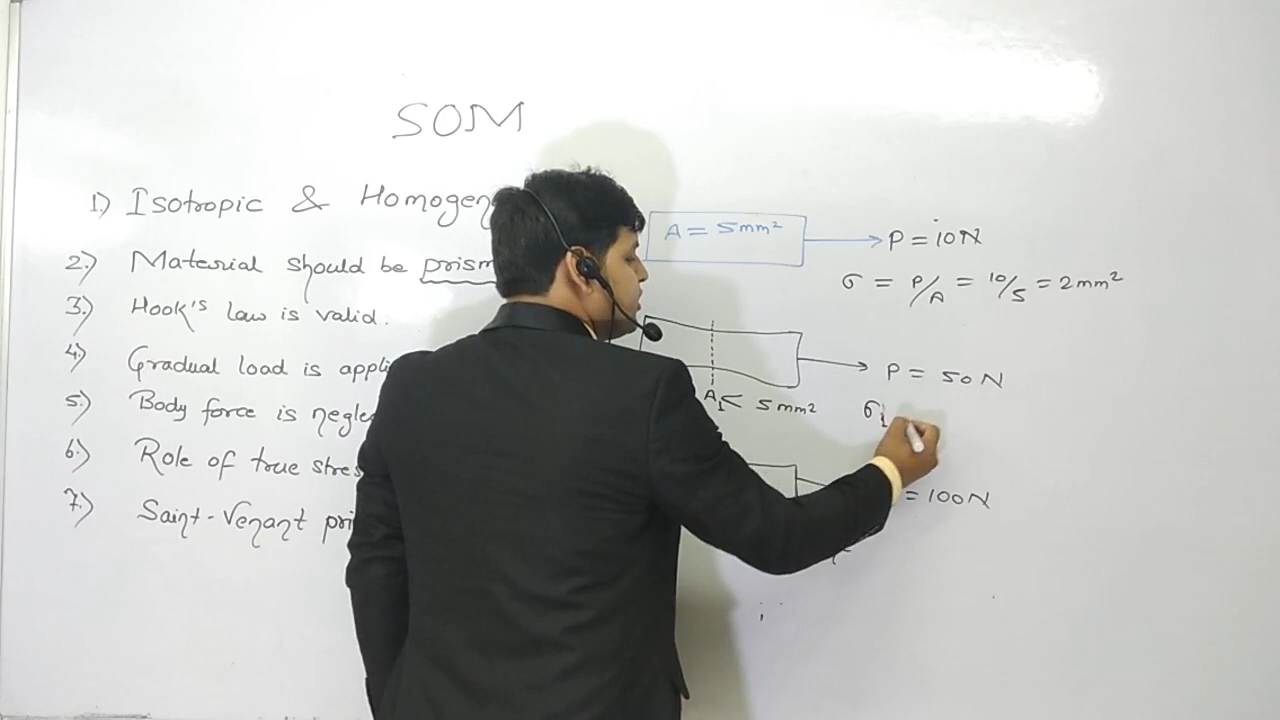 SOM
1.) Isotropic & Homogen
2.) Material should be prism
3.) Hook's law is valid.
4.) Gradual load is appli
5.) Body force is negle
6.) Role of true stres
7.) Saint-Venant pri
A = 5mm²
P = 10N
σ = P/A = 10/5 = 2mm²
P = 50N
A₁ < 5mm²
σ₁
= 100N